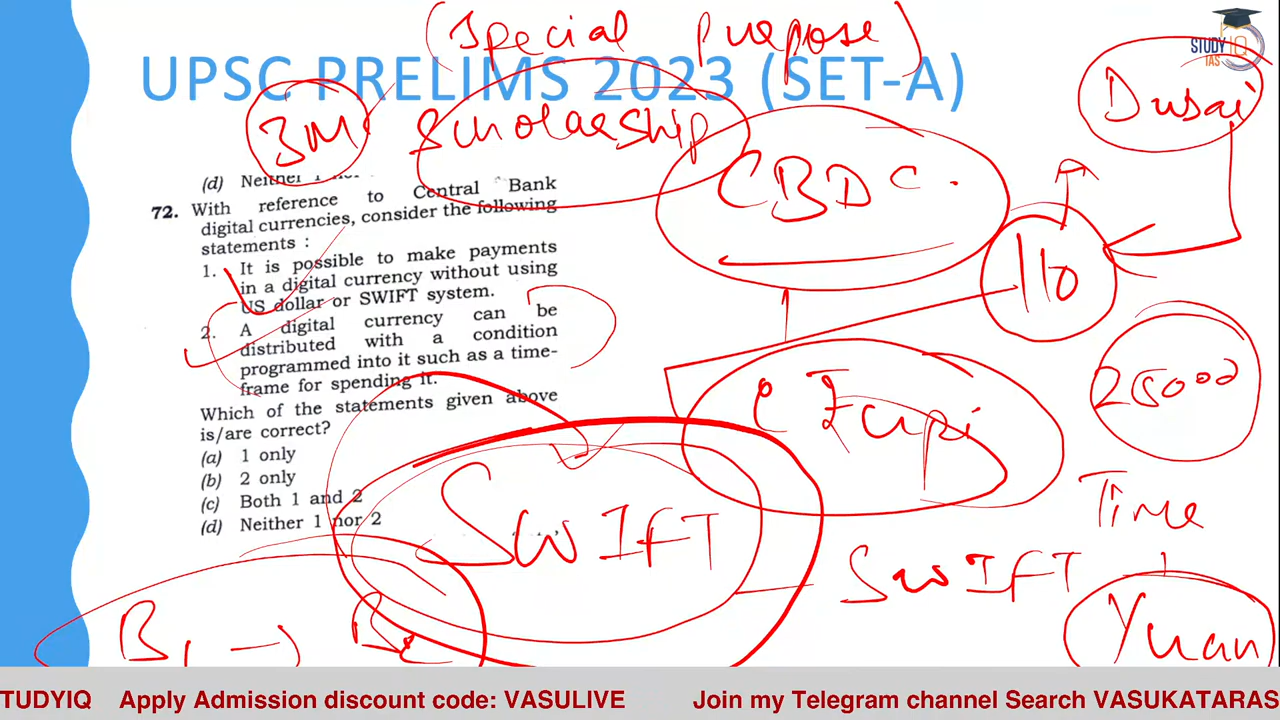 (Special purpose)
STUDY IQ
IAS
UPSC PRELIMS 2023 (SET-A)
Dubai
3M
Scholarship
CBDC.
(d) Neither 1 nor
72. With reference to Central Bank
digital currencies, consider the following
statements :
1. It is possible to make payments
in a digital currency without using
US dollar or SWIFT system.
2. A digital currency can be
distributed with a condition
programmed into it such as a time-
frame for spending it.
Which of the statements given above
is/are correct?
(a) 1 only
(b) 2 only
(c) Both 1 and 2
(d) Neither 1 nor 2
25000
Time
SWIFT
SWIFT
Yuan
B1 →
TUDYIQ Apply Admission discount code: VASULIVE Join my Telegram channel Search VASUKATARAS